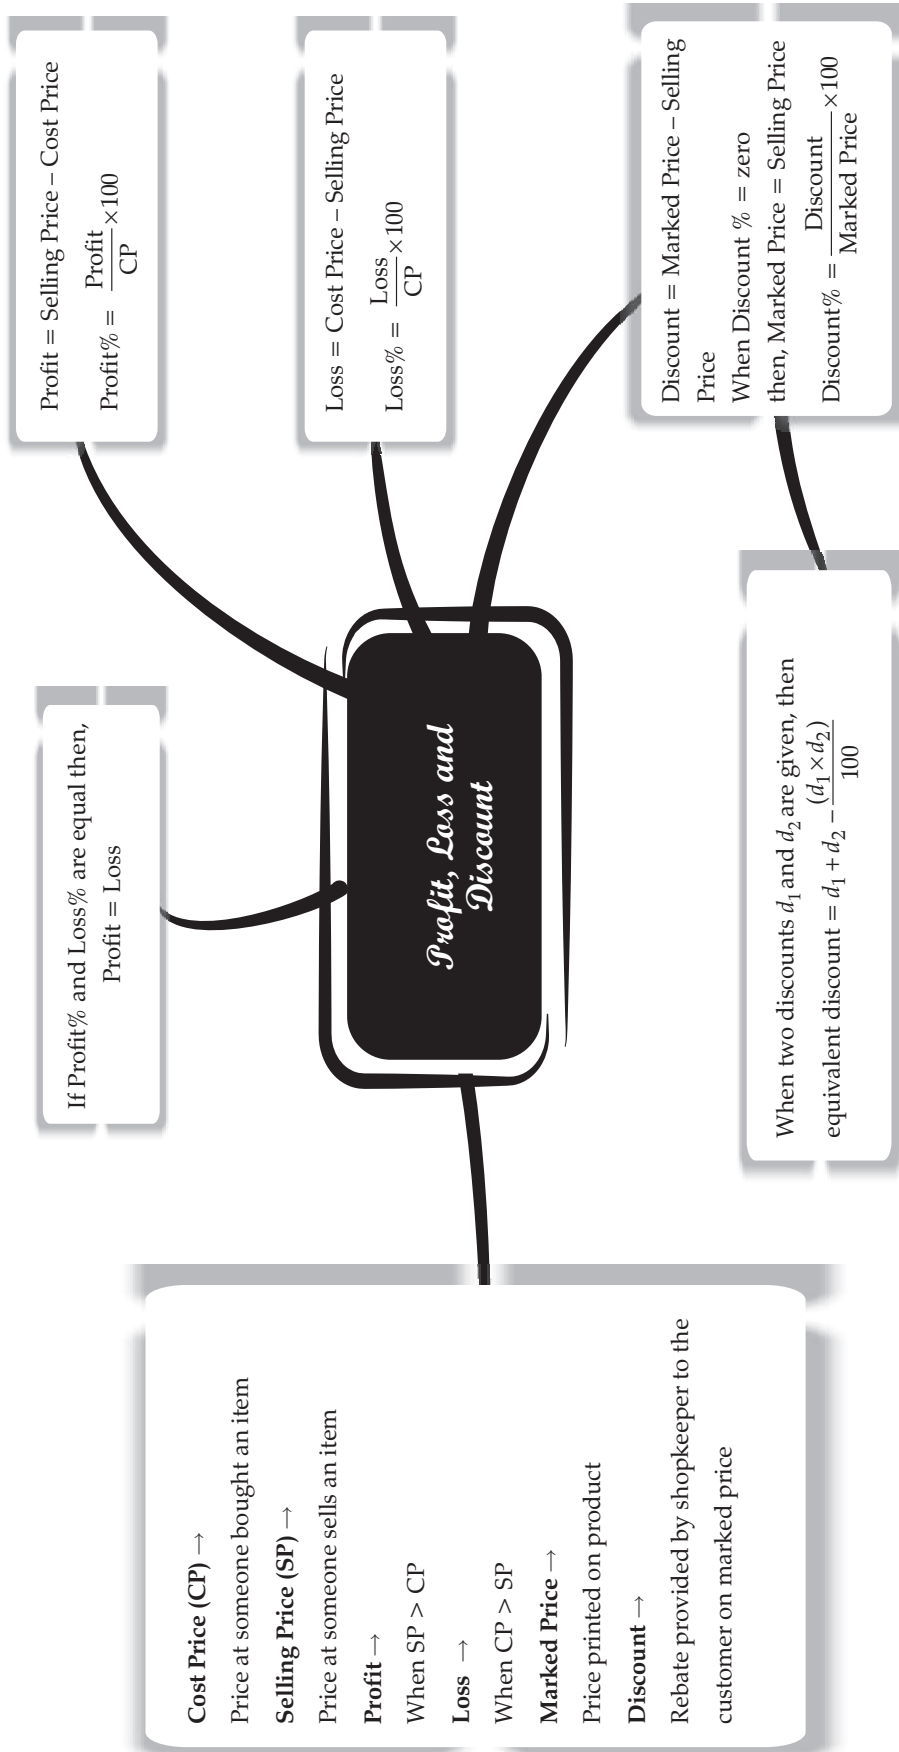 Profit, Loss and
Discount
Cost Price (CP) →
Price at someone bought an item
Selling Price (SP) →
Price at someone sells an item
Profit →
When SP > CP
Loss →
When CP > SP
Marked Price →
Price printed on product
Discount →
Rebate provided by shopkeeper to the
customer on marked price
If Profit% and Loss% are equal then,
Profit = Loss
Profit = Selling Price – Cost Price
Profit% = Profit/CP ×100
Loss = Cost Price – Selling Price
Loss% = Loss/CP ×100
Discount = Marked Price – Selling
Price
When Discount % = zero
then, Marked Price = Selling Price
Discount% = Discount/Marked Price ×100
When two discounts d₁ and d₂ are given, then
equivalent discount = d₁ + d₂ – (d₁ × d₂)/100